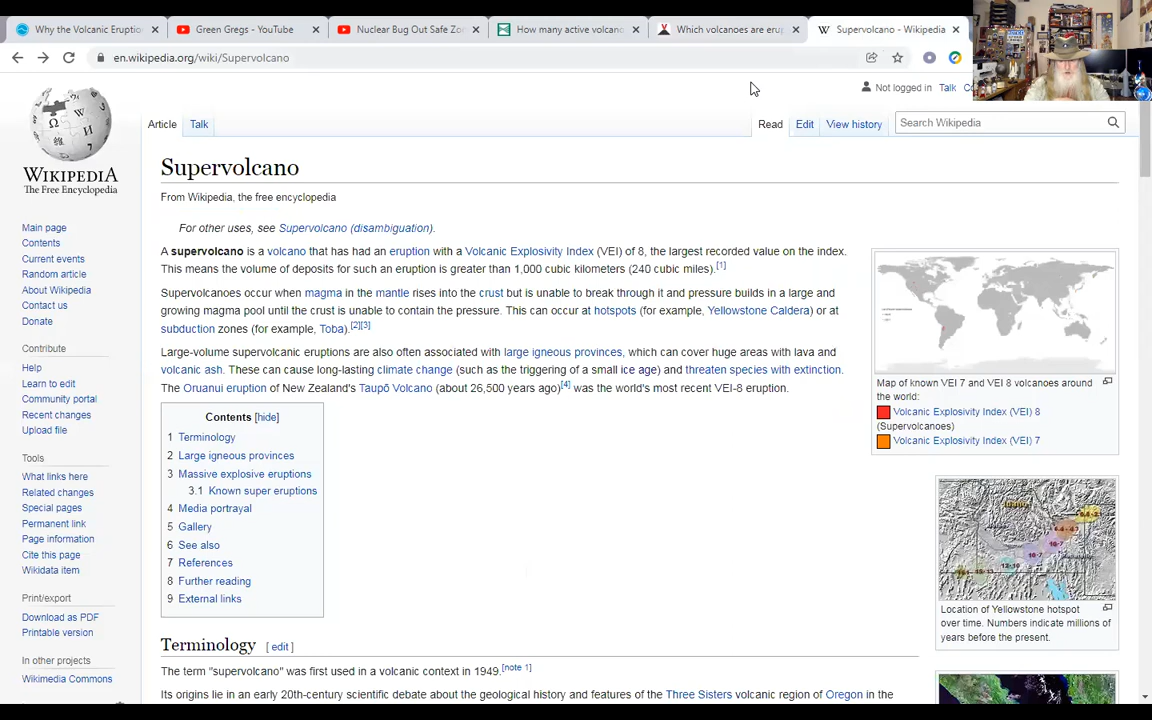 Why the Volcanic Eruptio
Green Gregs - YouTube
Nuclear Bug Out Safe Zo
How many active volcano
Which volcanoes are eru
Supervolcano - Wikipedia
en.wikipedia.org/wiki/Supervolcano
Not logged in Talk Co
Article Talk
Read Edit View history
Search Wikipedia
WIKIPEDIA
The Free Encyclopedia
Main page
Contents
Current events
Random article
About Wikipedia
Contact us
Donate
Contribute
Help
Learn to edit
Community portal
Recent changes
Upload file
Tools
What links here
Related changes
Special pages
Permanent link
Page information
Cite this page
Wikidata item
Print/export
Download as PDF
Printable version
In other projects
Wikimedia Commons
Supervolcano
From Wikipedia, the free encyclopedia
For other uses, see Supervolcano (disambiguation).
A supervolcano is a volcano that has had an eruption with a Volcanic Explosivity Index (VEI) of 8, the largest recorded value on the index.
This means the volume of deposits for such an eruption is greater than 1,000 cubic kilometers (240 cubic miles).[1]
Supervolcanoes occur when magma in the mantle rises into the crust but is unable to break through it and pressure builds in a large and
growing magma pool until the crust is unable to contain the pressure. This can occur at hotspots (for example, Yellowstone Caldera) or at
subduction zones (for example, Toba).[2][3]
Large-volume supervolcanic eruptions are also often associated with large igneous provinces, which can cover huge areas with lava and
volcanic ash. These can cause long-lasting climate change (such as the triggering of a small ice age) and threaten species with extinction.
The Oruanui eruption of New Zealand's Taupō Volcano (about 26,500 years ago)[4] was the world's most recent VEI-8 eruption.
Contents [hide]
1 Terminology
2 Large igneous provinces
3 Massive explosive eruptions
3.1 Known super eruptions
4 Media portrayal
5 Gallery
6 See also
7 References
8 Further reading
9 External links
Terminology [ edit ]
The term "supervolcano" was first used in a volcanic context in 1949.[note 1]
Its origins lie in an early 20th-century scientific debate about the geological history and features of the Three Sisters volcanic region of Oregon in the
Map of known VEI 7 and VEI 8 volcanoes around
the world:
Volcanic Explosivity Index (VEI) 8
(Supervolcanoes)
Volcanic Explosivity Index (VEI) 7
Location of Yellowstone hotspot
over time. Numbers indicate millions of
years before the present.